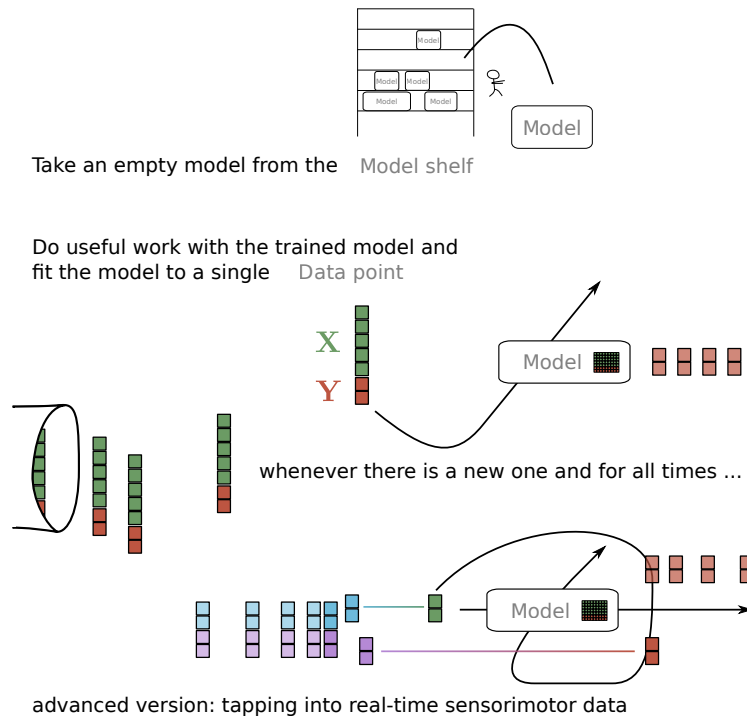 Model
Model Model
Model Model
Model
Take an empty model from the Model shelf
Do useful work with the trained model and
fit the model to a single Data point
X
Y
Model
whenever there is a new one and for all times ...
Model
advanced version: tapping into real-time sensorimotor data